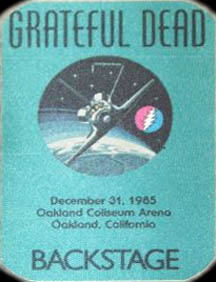 GRATEFUL DEAD
December 31, 1985
Oakland Coliseum Arena
Oakland, California
BACKSTAGE